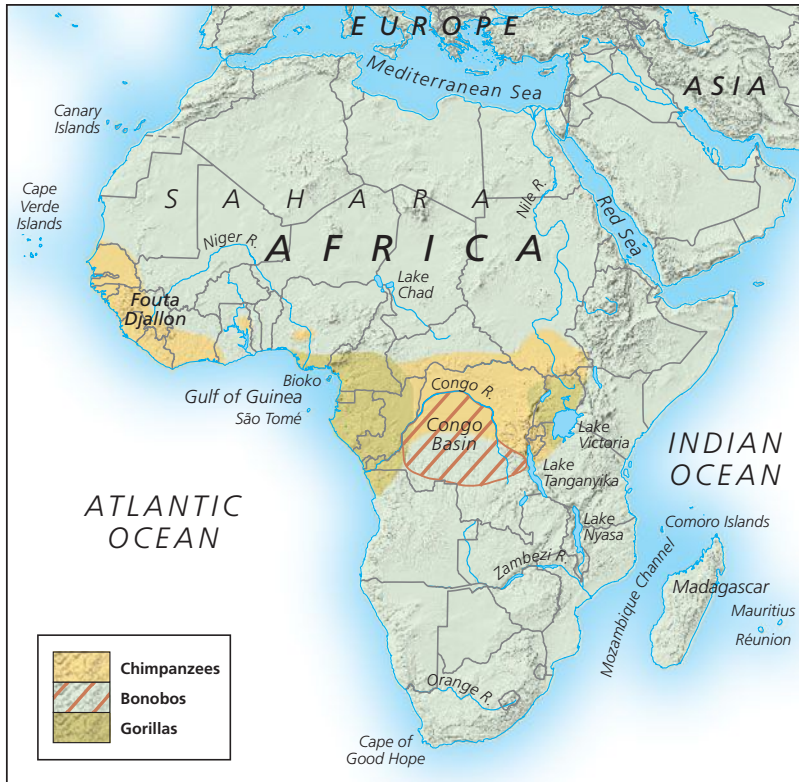 EUROPE
Mediterranean Sea
ASIA
Canary
Islands
Cape
Verde
Islands
SAHARA
Nile R.
Red Sea
Niger R.
AFRICA
Lake
Chad
Fouta
Djallon
Bioko
Gulf of Guinea
São Tomé
Congo R.
Congo
Basin
Lake
Victoria
Lake
Tanganyika
INDIAN
OCEAN
ATLANTIC
OCEAN
Lake
Nyasa
Comoro Islands
Zambezi R.
Mozambique Channel
Madagascar
Mauritius
Réunion
Orange R.
Cape of
Good Hope
Chimpanzees
Bonobos
Gorillas